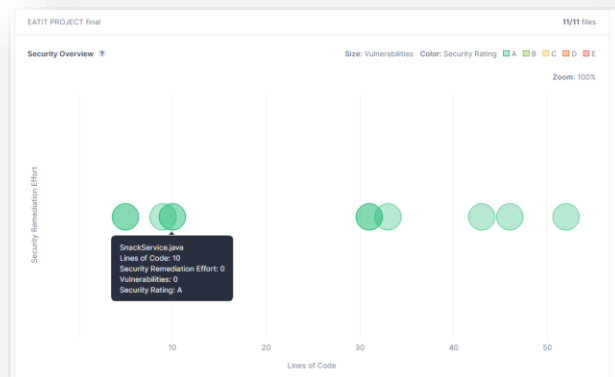 EATIT PROJECT final
11/11 files
Security Overview ?
Size: Vulnerabilities Color: Security Rating A B C D E
Zoom: 100%
Security Remediation Effort
SnackService.java
Lines of Code: 10
Security Remediation Effort: 0
Vulnerabilities: 0
Security Rating: A
10 20 30 40 50
Lines of Code